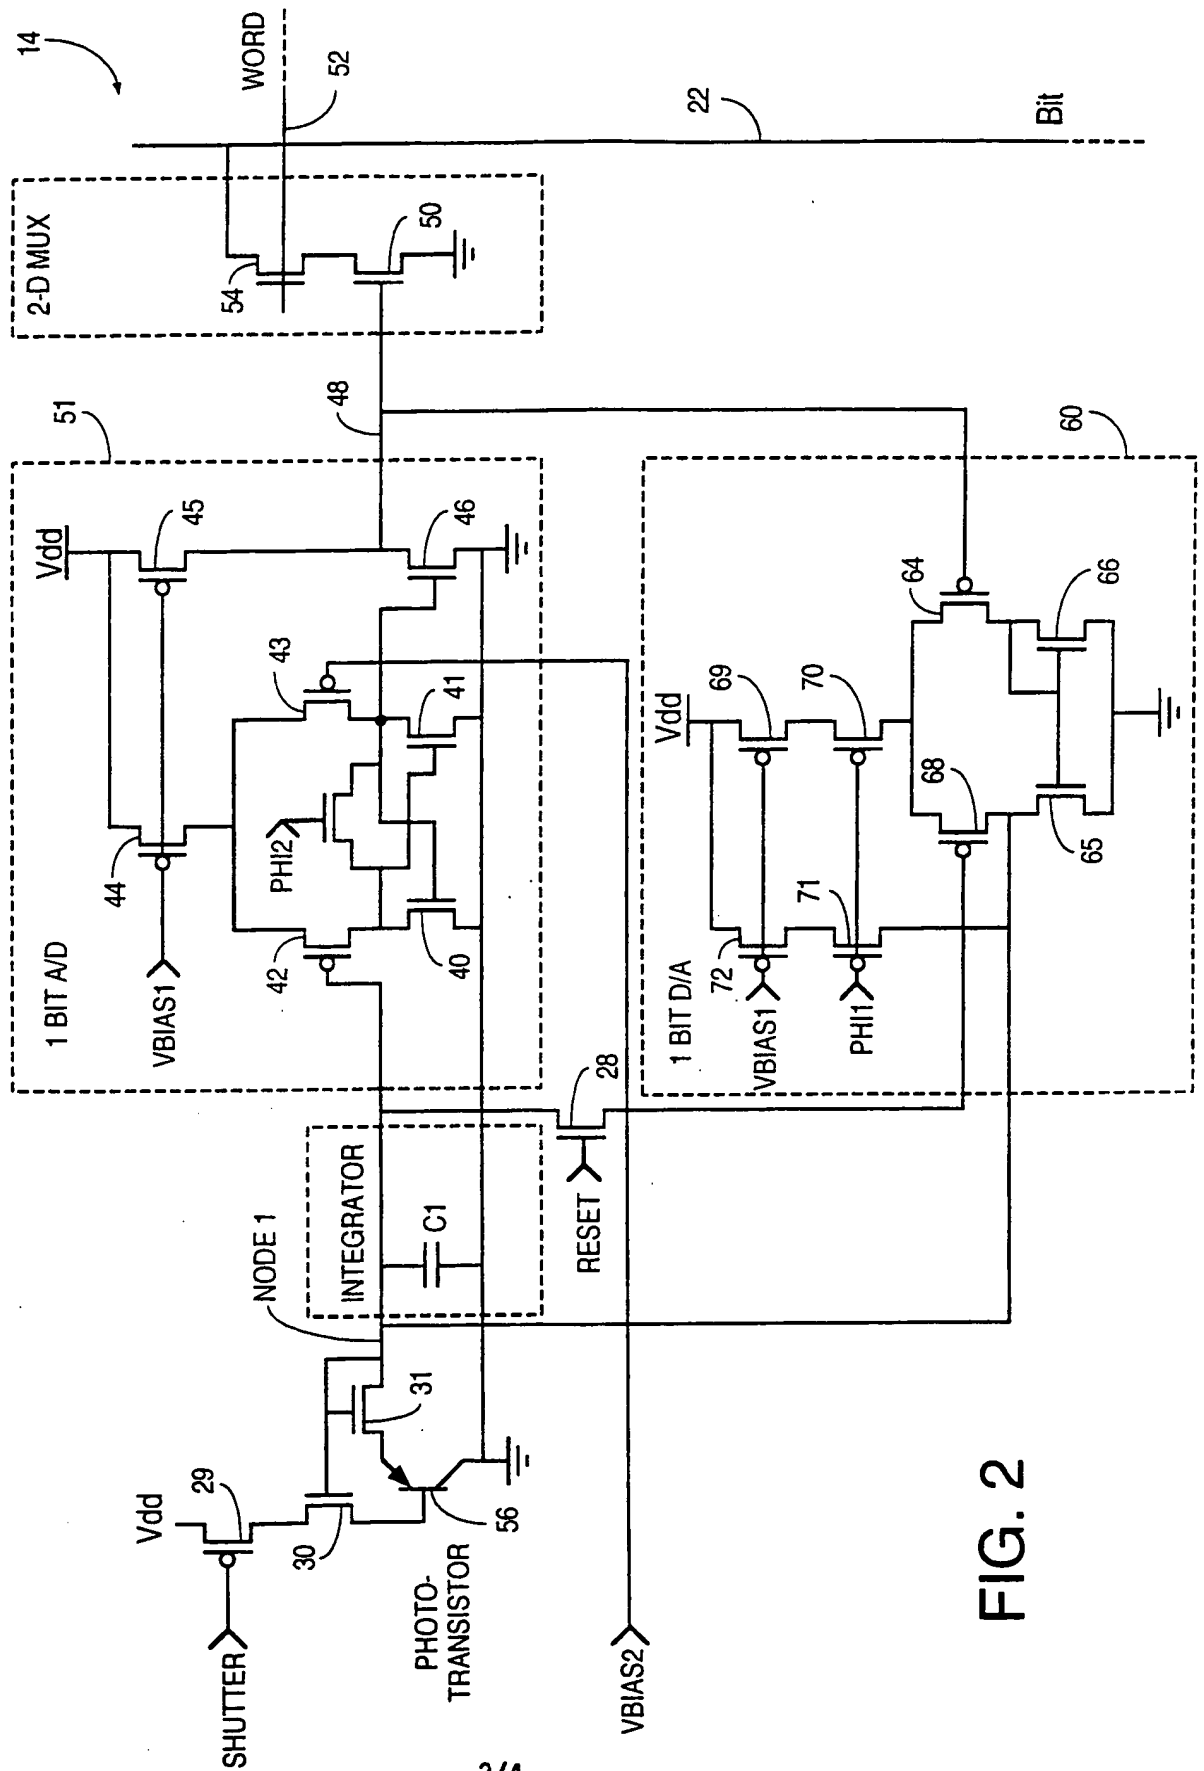 14
WORD
52
22
Bit
2-D MUX
54
50
48
51
1 BIT A/D
Vdd
45
44
VBIAS1
46
43
41
PHI2
42
40
60
1 BIT D/A
Vdd
69
70
72
71
VBIAS1
PHI1
64
66
68
65
28
RESET
INTEGRATOR
C1
NODE 1
31
Vdd
29
30
56
SHUTTER
PHOTO-
TRANSISTOR
VBIAS2
FIG. 2